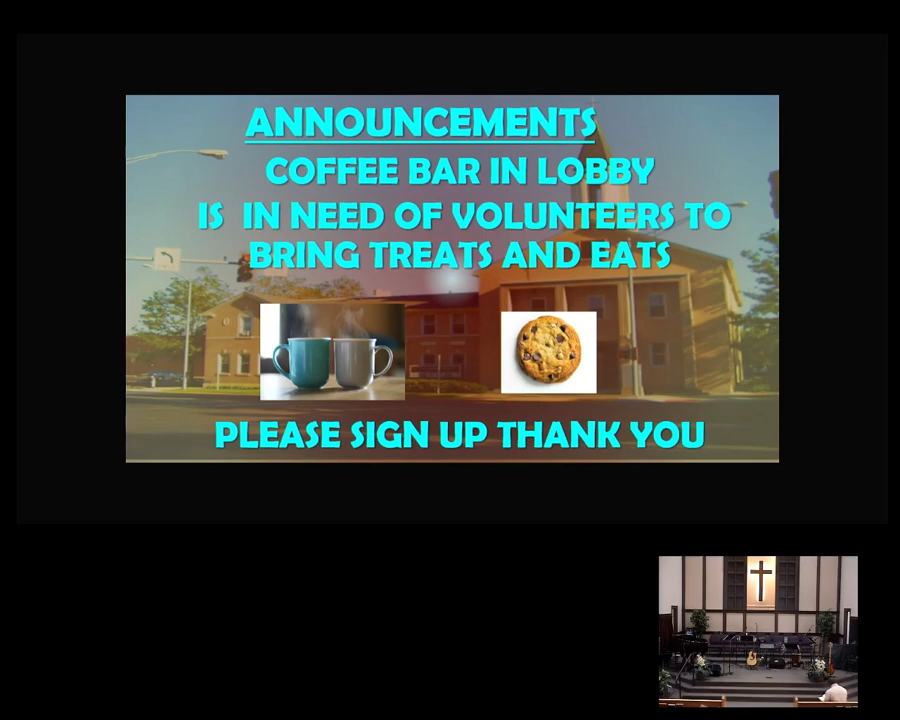 ANNOUNCEMENTS
COFFEE BAR IN LOBBY
IS IN NEED OF VOLUNTEERS TO
BRING TREATS AND EATS
PLEASE SIGN UP THANK YOU